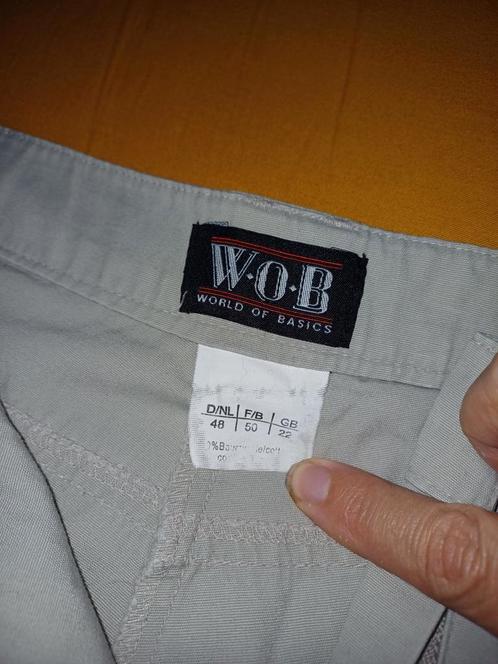 W·O·B
WORLD OF BASICS
D/NL F/B GB
48 50 22